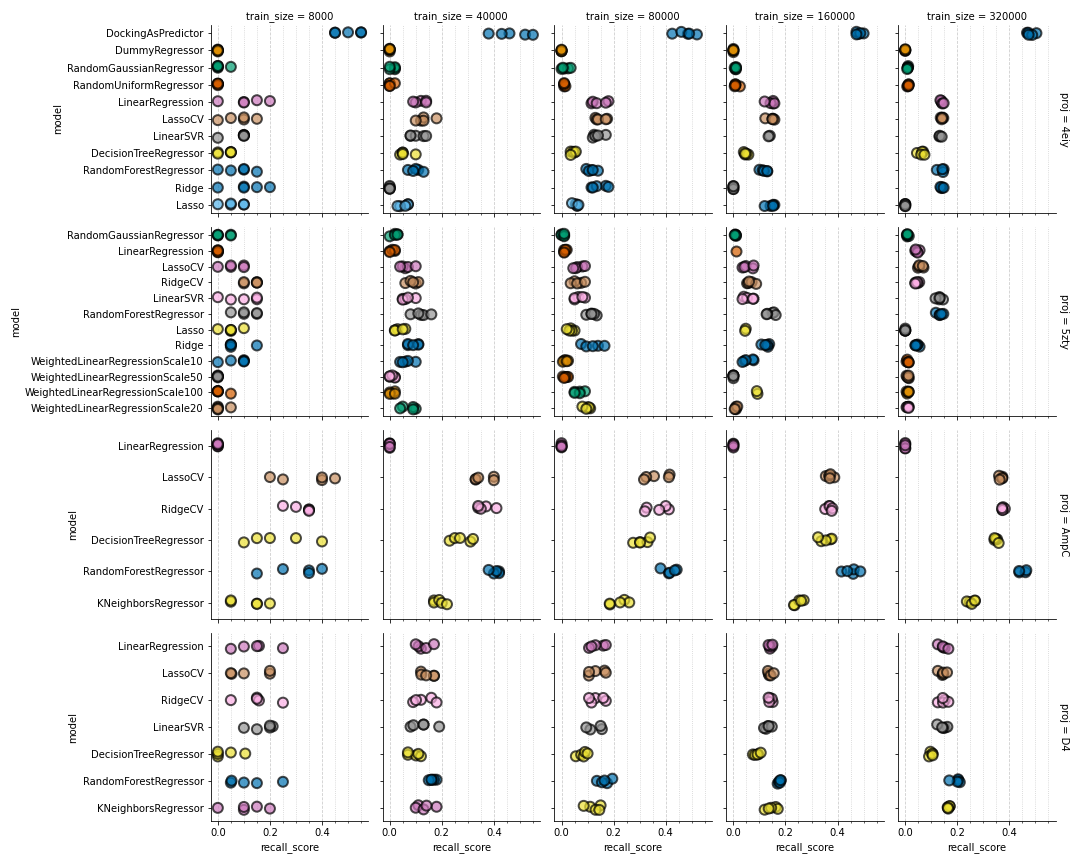 train_size = 8000
train_size = 40000
train_size = 80000
train_size = 160000
train_size = 320000
DockingAsPredictor
DummyRegressor
RandomGaussianRegressor
RandomUniformRegressor
LinearRegression
LassoCV
LinearSVR
DecisionTreeRegressor
RandomForestRegressor
Ridge
Lasso
model
proj = 4eiy
RandomGaussianRegressor
LinearRegression
LassoCV
RidgeCV
LinearSVR
RandomForestRegressor
Lasso
Ridge
WeightedLinearRegressionScale10
WeightedLinearRegressionScale50
WeightedLinearRegressionScale100
WeightedLinearRegressionScale20
model
proj = 5zty
LinearRegression
LassoCV
RidgeCV
DecisionTreeRegressor
RandomForestRegressor
KNeighborsRegressor
model
proj = AmpC
LinearRegression
LassoCV
RidgeCV
LinearSVR
DecisionTreeRegressor
RandomForestRegressor
KNeighborsRegressor
model
proj = D4
0.0 0.2 0.4
0.0 0.2 0.4
0.0 0.2 0.4
0.0 0.2 0.4
0.0 0.2 0.4
recall_score
recall_score
recall_score
recall_score
recall_score